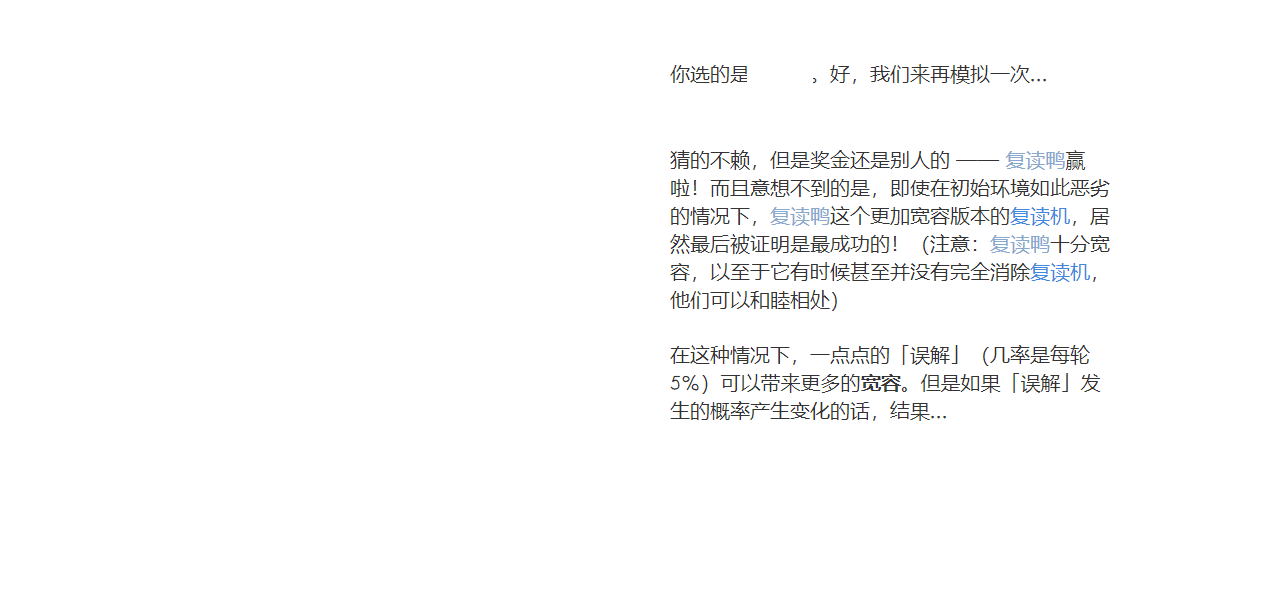 你选的是　　　。好，我们来再模拟一次...
猜的不赖，但是奖金还是别人的 —— 复读鸭赢
啦！而且意想不到的是，即使在初始环境如此恶劣
的情况下，复读鸭这个更加宽容版本的复读机，居
然最后被证明是最成功的！（注意：复读鸭十分宽
容，以至于它有时候甚至并没有完全消除复读机，
他们可以和睦相处）
在这种情况下，一点点的「误解」（几率是每轮
5%）可以带来更多的宽容。但是如果「误解」发
生的概率产生变化的话，结果...